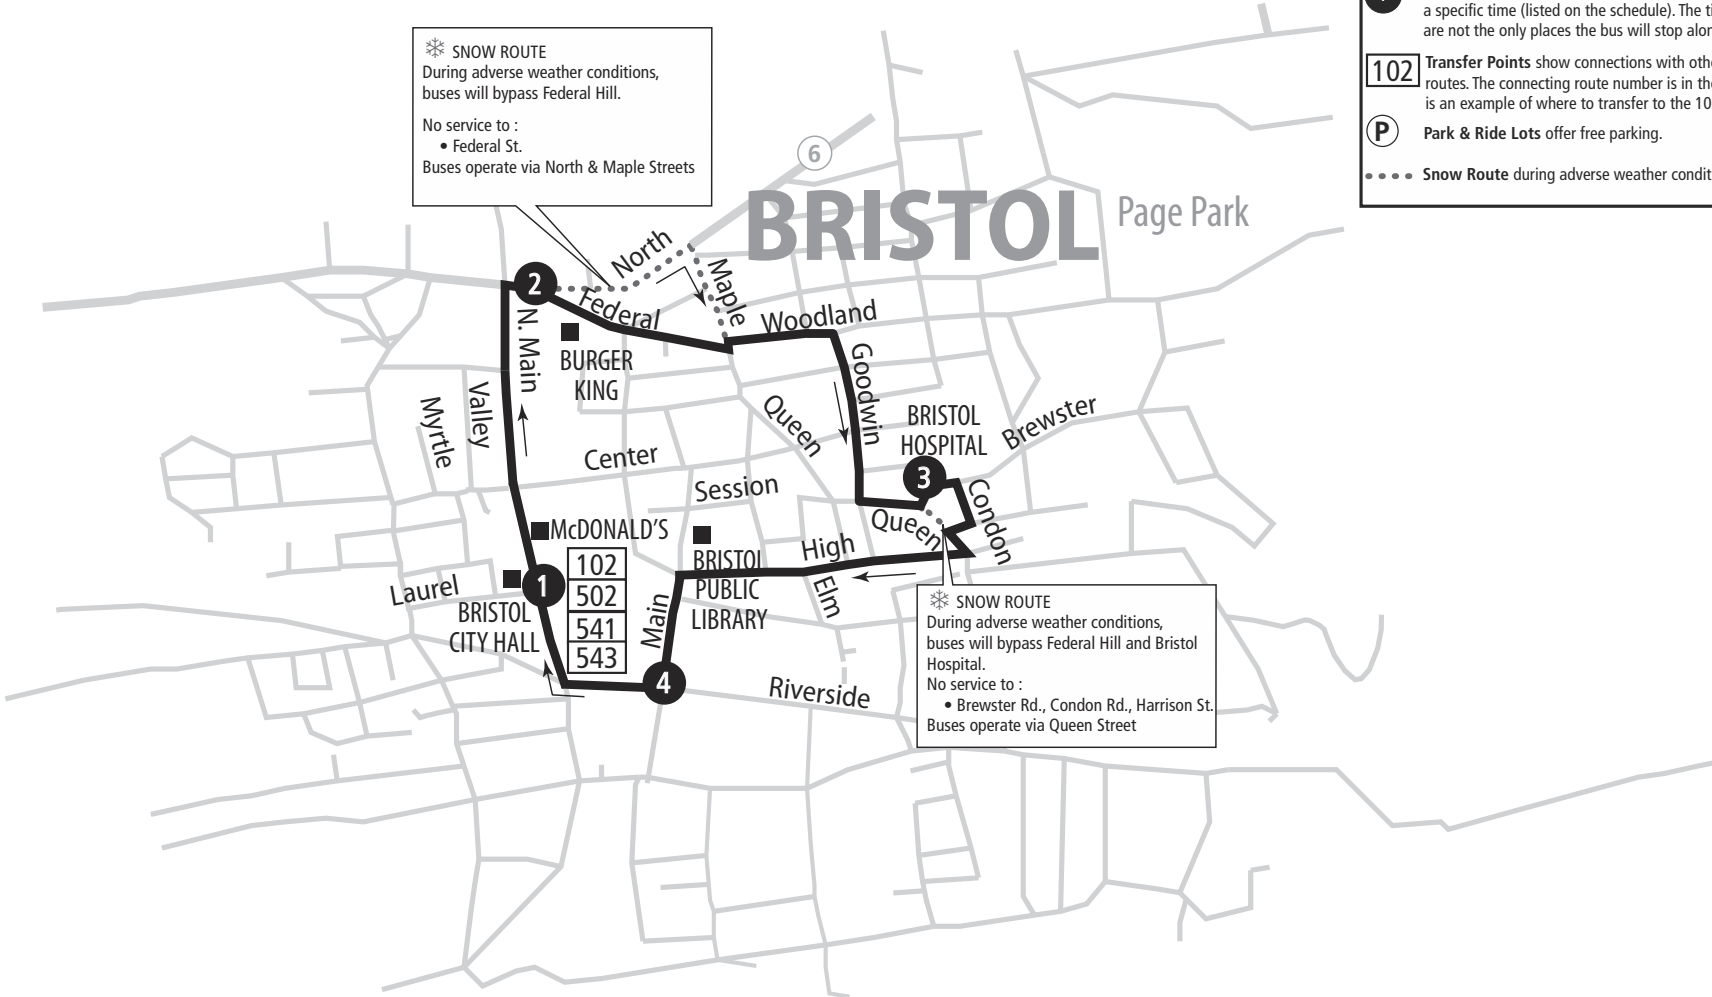 SNOW ROUTE
During adverse weather conditions,
buses will bypass Federal Hill.
No service to :
• Federal St.
Buses operate via North & Maple Streets
a specific time (listed on the schedule). The
are not the only places the bus will stop
102
Transfer Points show connections with
routes. The connecting route number is in
is an example of where to transfer to the
P
Park & Ride Lots offer free parking.
Snow Route during adverse weather
6
BRISTOL
Page Park
North
Maple
2
Federal
Woodland
N. Main
BURGER
KING
Goodwin
Valley
Myrtle
Queen
BRISTOL
HOSPITAL
Brewster
Center
3
Session
Condon
Queen
McDONALD'S
High
BRISTOL
PUBLIC
LIBRARY
102
502
541
543
1
Laurel
BRISTOL
CITY HALL
Elm
Main
4
Riverside
SNOW ROUTE
During adverse weather conditions,
buses will bypass Federal Hill and Bristol
Hospital.
No service to :
• Brewster Rd., Condon Rd., Harrison St.
Buses operate via Queen Street